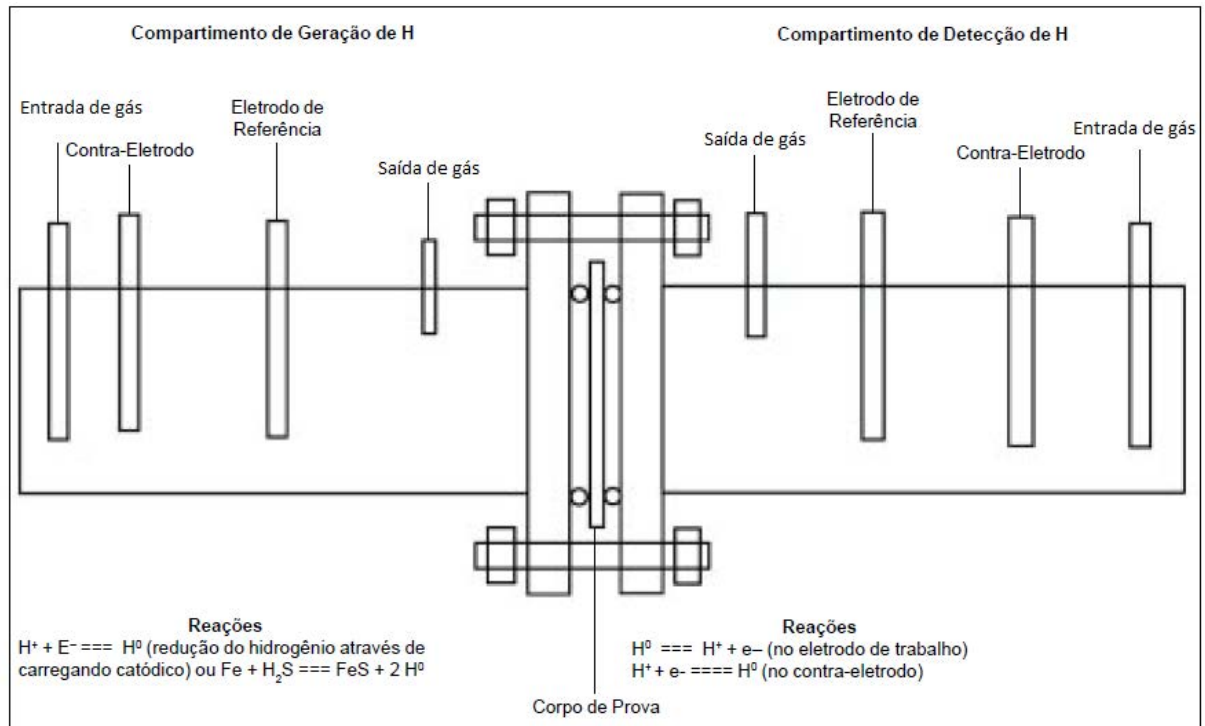 Compartimento de Geração de H
Compartimento de Detecção de H
Entrada de gás
Contra-Eletrodo
Eletrodo de
Referência
Saída de gás
Saída de gás
Eletrodo de
Referência
Contra-Eletrodo
Entrada de gás
Reações
H⁺ + E⁻ === H⁰ (redução do hidrogênio através de
carregando catódico) ou Fe + H₂S === FeS + 2 H⁰
Reações
H⁰ === H⁺ + e– (no eletrodo de trabalho)
H⁺ + e- ==== H⁰ (no contra-eletrodo)
Corpo de Prova